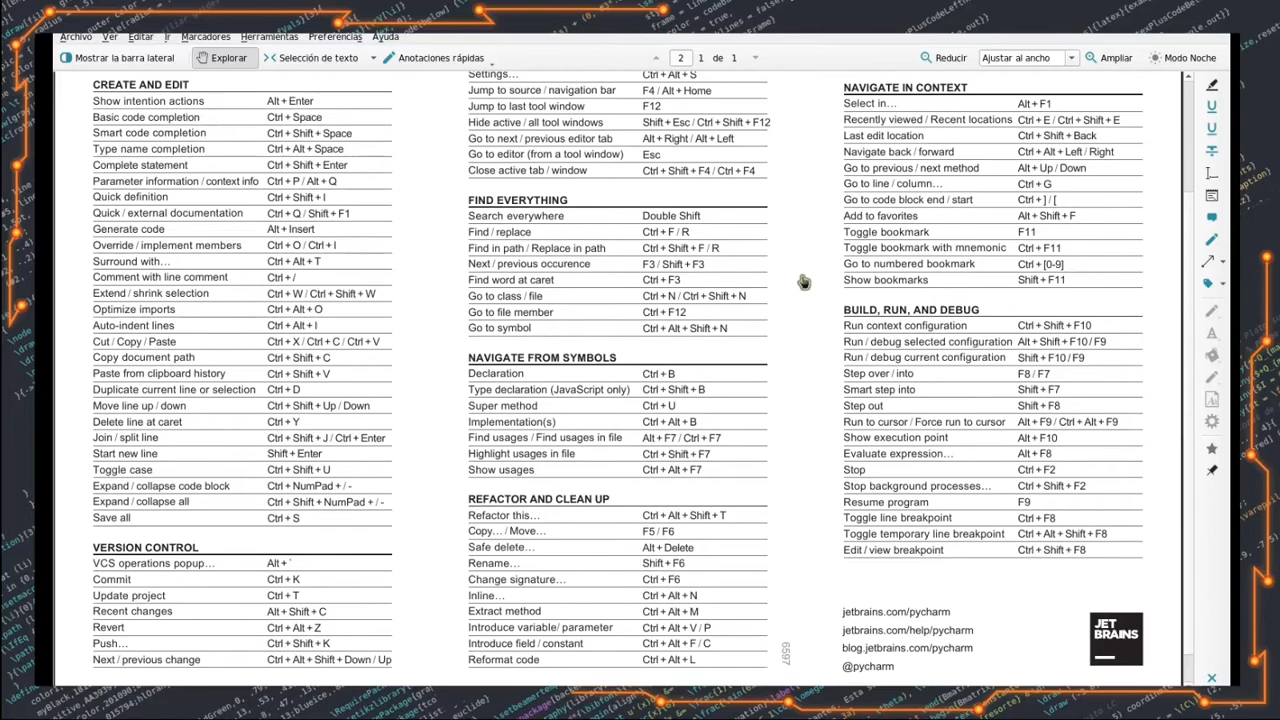 Archivo Ver Editar Ir Marcadores Herramientas Preferencias Ayuda
Mostrar la barra lateral Explorar Selección de texto Anotaciones rápidas 2 1 de 1 Reducir Ajustar al ancho Ampliar Modo Noche
CREATE AND EDIT
Show intention actions Alt + Enter
Basic code completion Ctrl + Space
Smart code completion Ctrl + Shift + Space
Type name completion Ctrl + Alt + Space
Complete statement Ctrl + Shift + Enter
Parameter information / context info Ctrl + P / Alt + Q
Quick definition Ctrl + Shift + I
Quick / external documentation Ctrl + Q / Shift + F1
Generate code Alt + Insert
Override / implement members Ctrl + O / Ctrl + I
Surround with… Ctrl + Alt + T
Comment with line comment Ctrl + /
Extend / shrink selection Ctrl + W / Ctrl + Shift + W
Optimize imports Ctrl + Alt + O
Auto-indent lines Ctrl + Alt + I
Cut / Copy / Paste Ctrl + X / Ctrl + C / Ctrl + V
Copy document path Ctrl + Shift + C
Paste from clipboard history Ctrl + Shift + V
Duplicate current line or selection Ctrl + D
Move line up / down Ctrl + Shift + Up / Down
Delete line at caret Ctrl + Y
Join / split line Ctrl + Shift + J / Ctrl + Enter
Start new line Shift + Enter
Toggle case Ctrl + Shift + U
Expand / collapse code block Ctrl + NumPad + / -
Expand / collapse all Ctrl + Shift + NumPad + / -
Save all Ctrl + S
VERSION CONTROL
VCS operations popup… Alt + `
Commit Ctrl + K
Update project Ctrl + T
Recent changes Alt + Shift + C
Revert Ctrl + Alt + Z
Push… Ctrl + Shift + K
Next / previous change Ctrl + Alt + Shift + Down / Up
Settings… Ctrl + Alt + S
Jump to source / navigation bar F4 / Alt + Home
Jump to last tool window F12
Hide active / all tool windows Shift + Esc / Ctrl + Shift + F12
Go to next / previous editor tab Alt + Right / Alt + Left
Go to editor (from a tool window) Esc
Close active tab / window Ctrl + Shift + F4 / Ctrl + F4
FIND EVERYTHING
Search everywhere Double Shift
Find / replace Ctrl + F / R
Find in path / Replace in path Ctrl + Shift + F / R
Next / previous occurence F3 / Shift + F3
Find word at caret Ctrl + F3
Go to class / file Ctrl + N / Ctrl + Shift + N
Go to file member Ctrl + F12
Go to symbol Ctrl + Alt + Shift + N
NAVIGATE FROM SYMBOLS
Declaration Ctrl + B
Type declaration (JavaScript only) Ctrl + Shift + B
Super method Ctrl + U
Implementation(s) Ctrl + Alt + B
Find usages / Find usages in file Alt + F7 / Ctrl + F7
Highlight usages in file Ctrl + Shift + F7
Show usages Ctrl + Alt + F7
REFACTOR AND CLEAN UP
Refactor this… Ctrl + Alt + Shift + T
Copy… / Move… F5 / F6
Safe delete… Alt + Delete
Rename… Shift + F6
Change signature… Ctrl + F6
Inline… Ctrl + Alt + N
Extract method Ctrl + Alt + M
Introduce variable/ parameter Ctrl + Alt + V / P
Introduce field / constant Ctrl + Alt + F / C
Reformat code Ctrl + Alt + L
6597
NAVIGATE IN CONTEXT
Select in… Alt + F1
Recently viewed / Recent locations Ctrl + E / Ctrl + Shift + E
Last edit location Ctrl + Shift + Back
Navigate back / forward Ctrl + Alt + Left / Right
Go to previous / next method Alt + Up / Down
Go to line / column… Ctrl + G
Go to code block end / start Ctrl + ] / [
Add to favorites Alt + Shift + F
Toggle bookmark F11
Toggle bookmark with mnemonic Ctrl + F11
Go to numbered bookmark Ctrl + [0-9]
Show bookmarks Shift + F11
BUILD, RUN, AND DEBUG
Run context configuration Ctrl + Shift + F10
Run / debug selected configuration Alt + Shift + F10 / F9
Run / debug current configuration Shift + F10 / F9
Step over / into F8 / F7
Smart step into Shift + F7
Step out Shift + F8
Run to cursor / Force run to cursor Alt + F9 / Ctrl + Alt + F9
Show execution point Alt + F10
Evaluate expression… Alt + F8
Stop Ctrl + F2
Stop background processes… Ctrl + Shift + F2
Resume program F9
Toggle line breakpoint Ctrl + F8
Toggle temporary line breakpoint Ctrl + Alt + Shift + F8
Edit / view breakpoint Ctrl + Shift + F8
jetbrains.com/pycharm
jetbrains.com/help/pycharm
blog.jetbrains.com/pycharm
@pycharm
JET
BRAINS